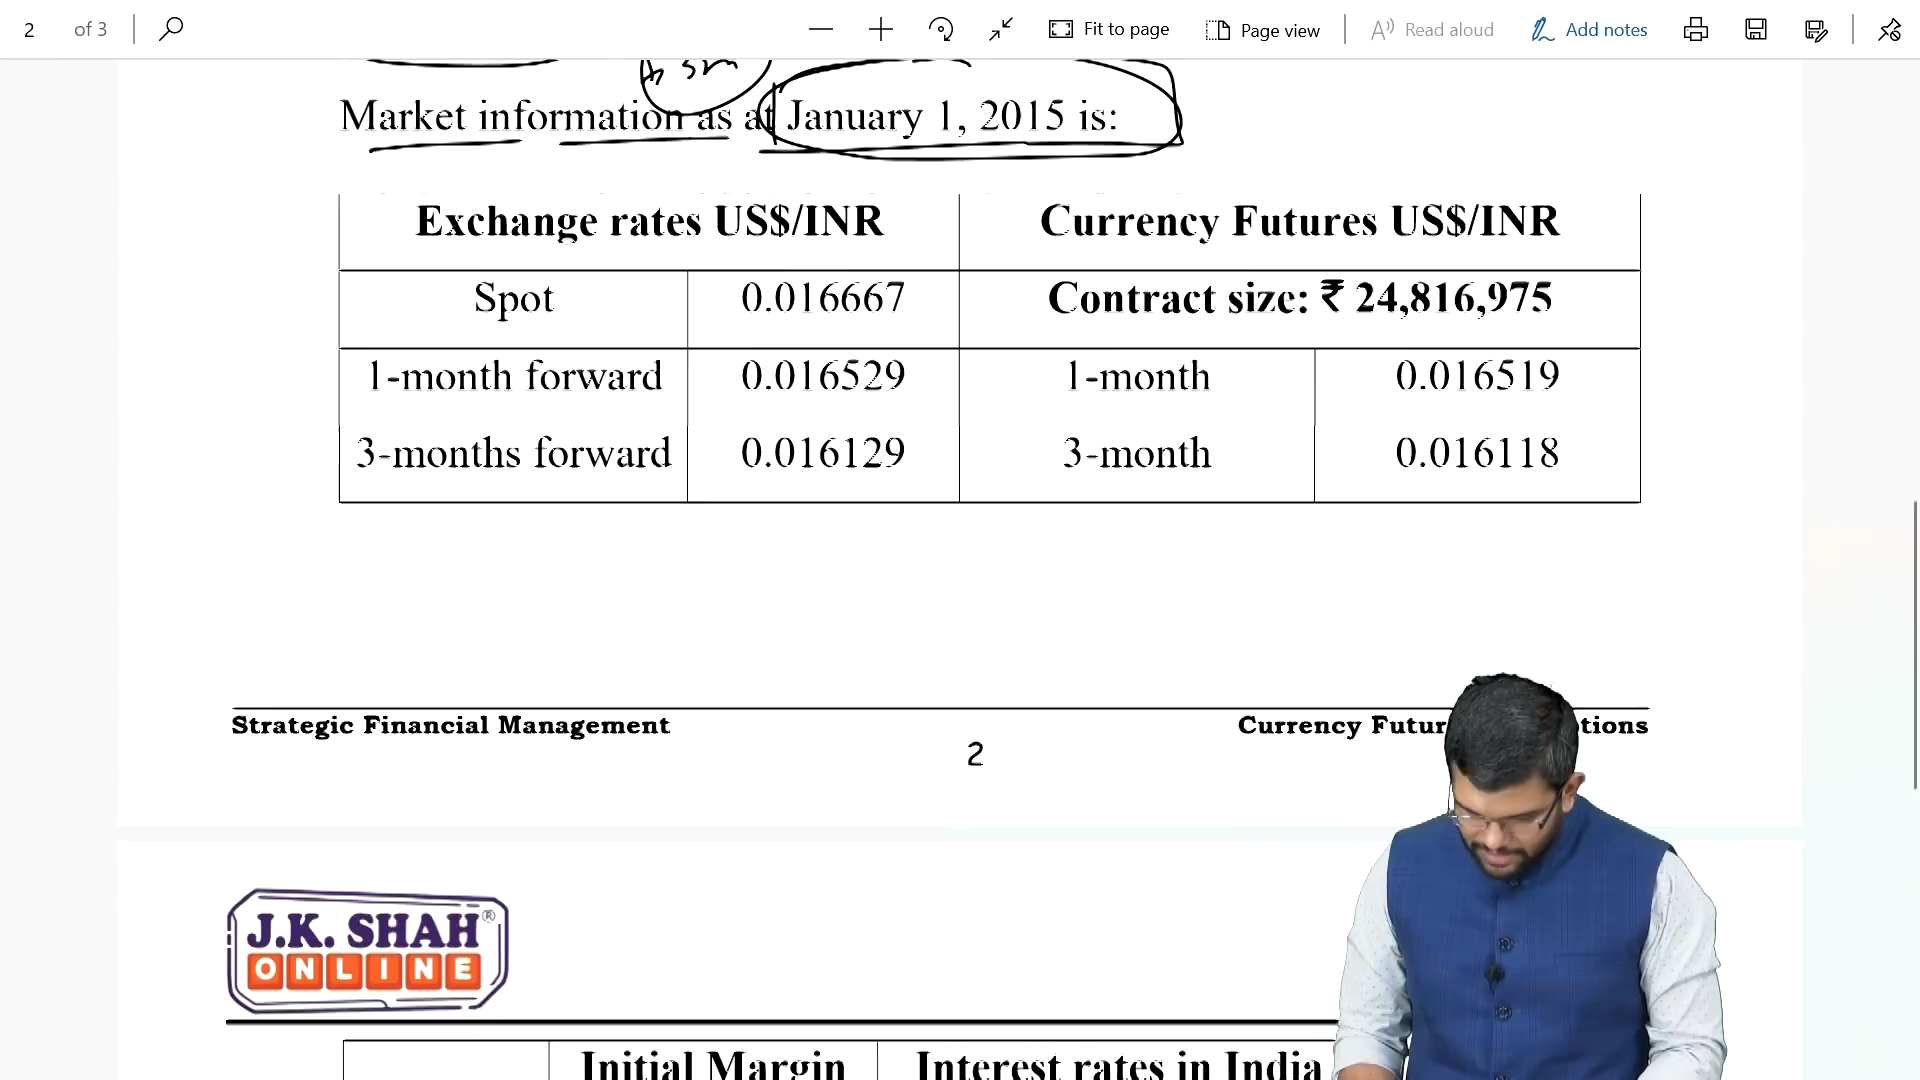 2 of 3 Fit to page Page view Read aloud Add notes
Market information as at January 1, 2015 is:
Exchange rates US$/INR Currency Futures US$/INR
Spot 0.016667 Contract size: ₹ 24,816,975
1-month forward 0.016529 1-month 0.016519
3-months forward 0.016129 3-month 0.016118
Strategic Financial Management Currency Futur tions
2
J.K. SHAH®
ONLINE
Initial Margin Interest rates in India